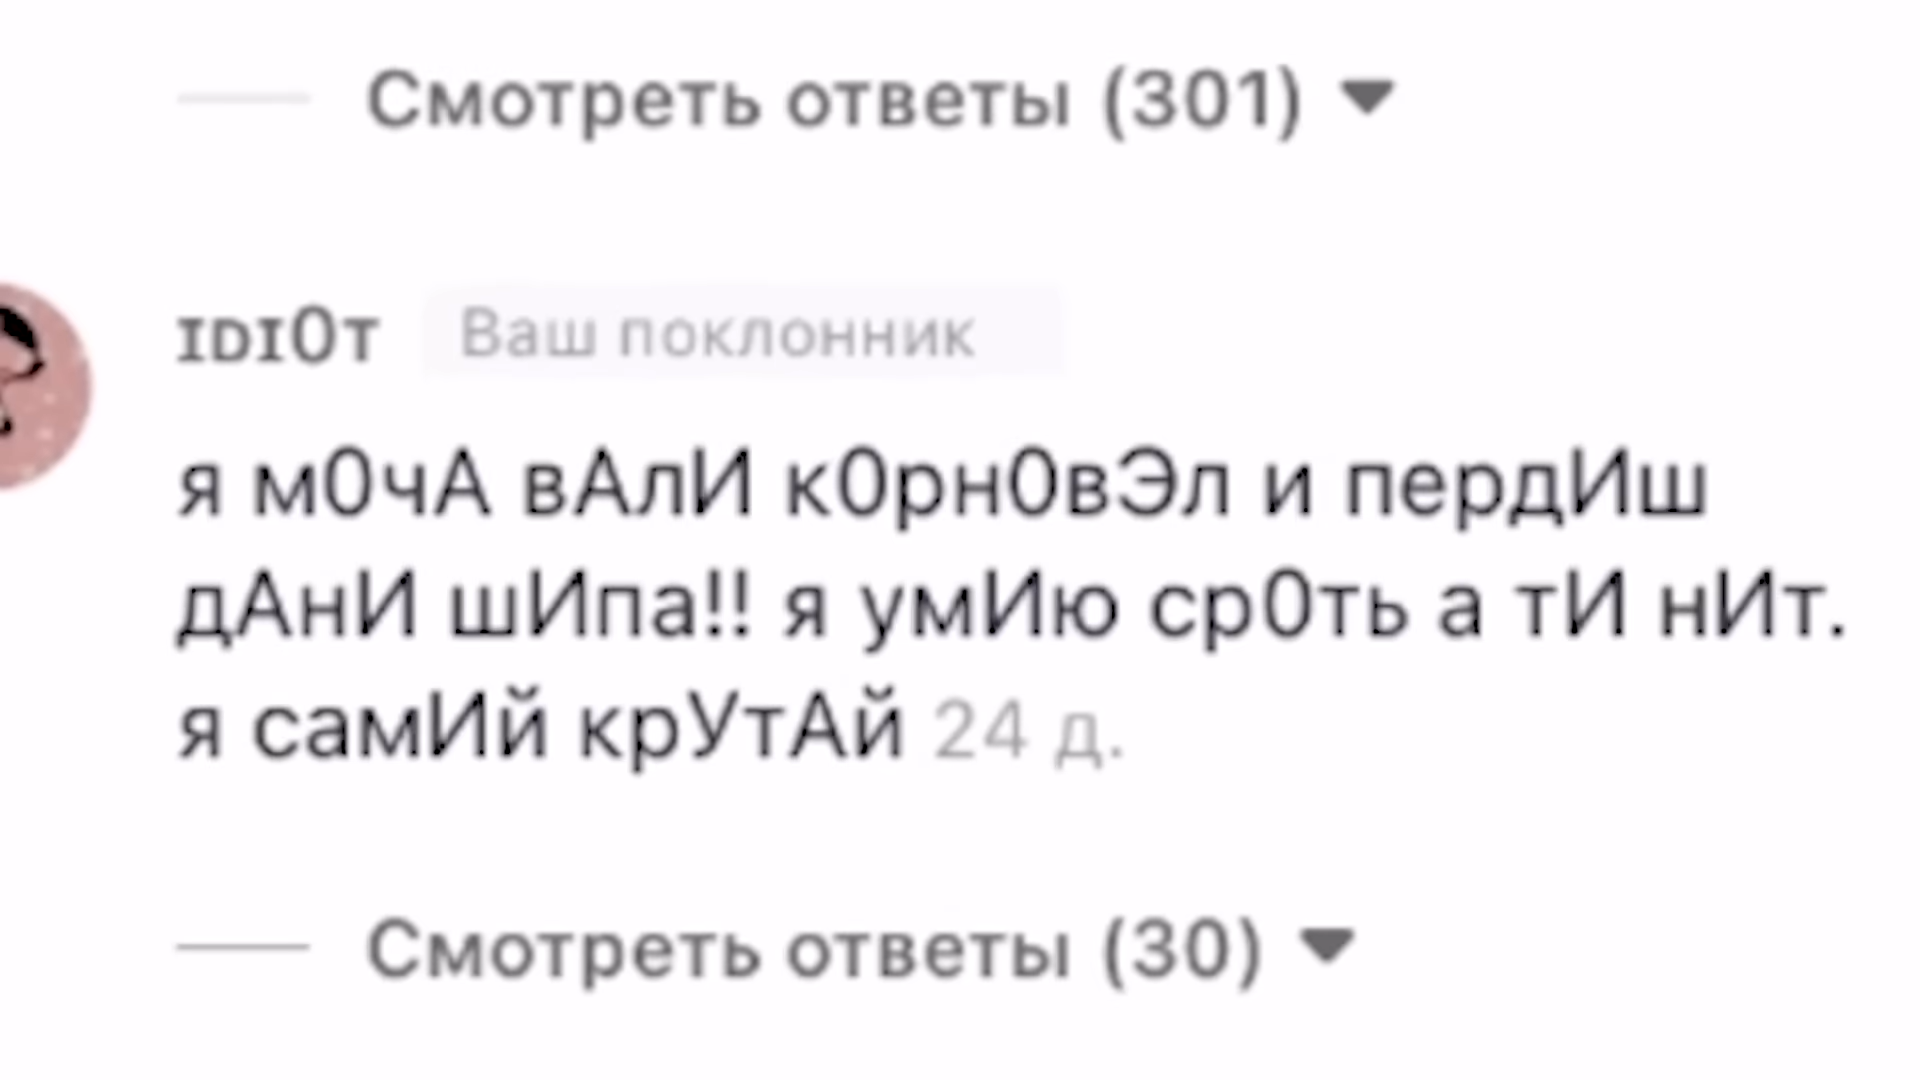 Смотреть ответы (301)
ɪᴅɪ0ᴛ Ваш поклонник
я м0чА вАлИ к0рн0вЭл и пердИш
дАнИ шИпа!! я умИю ср0ть а тИ нИт.
я самИй крУтАй 24 д.
Смотреть ответы (30)